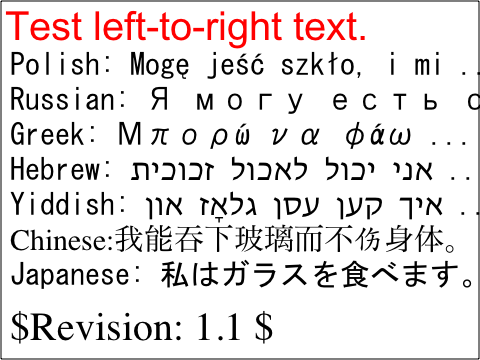 Test left-to-right text.
Polish: Mogę jeść szkło, i mi ..
Russian: Я могу есть с
Greek: Μπορώ να φάω ...
Hebrew: אני יכול לאכול זכוכית ..
Yiddish: איך קען עסן גלאָז און ..
Chinese:我能吞下玻璃而不伤身体。
Japanese: 私はガラスを食べます。
$Revision: 1.1 $